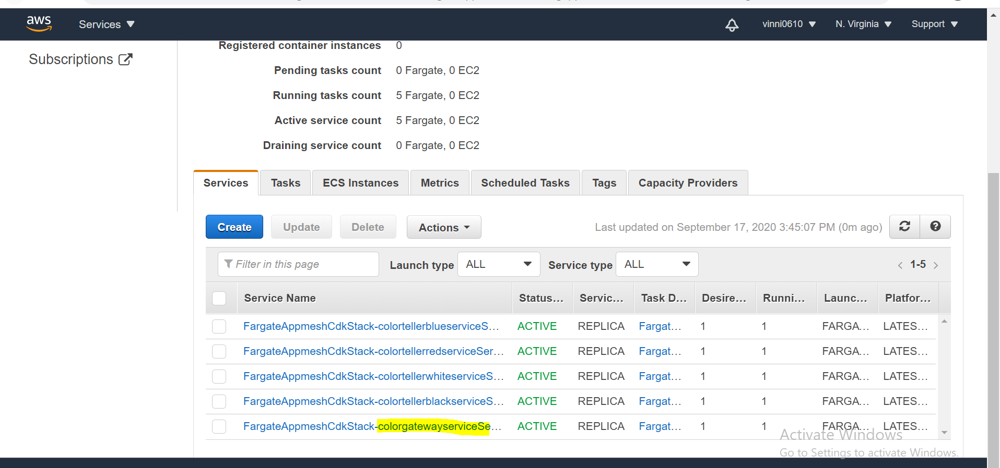 aws Services vinni0610 N. Virginia Support
Subscriptions
Registered container instances 0
Pending tasks count 0 Fargate, 0 EC2
Running tasks count 5 Fargate, 0 EC2
Active service count 5 Fargate, 0 EC2
Draining service count 0 Fargate, 0 EC2
Services Tasks ECS Instances Metrics Scheduled Tasks Tags Capacity Providers
Create Update Delete Actions Last updated on September 17, 2020 3:45:07 PM (0m ago)
Filter in this page Launch type ALL Service type ALL < 1-5 >
Service Name Status... Servic... Task D... Desire... Runni... Launc... Platfor...
FargateAppmeshCdkStack-colortellerblueserviceS... ACTIVE REPLICA Fargat... 1 1 FARGA... LATES...
FargateAppmeshCdkStack-colortellerredserviceSer... ACTIVE REPLICA Fargat... 1 1 FARGA... LATES...
FargateAppmeshCdkStack-colortellerwhiteserviceS... ACTIVE REPLICA Fargat... 1 1 FARGA... LATES...
FargateAppmeshCdkStack-colortellerblackserviceS... ACTIVE REPLICA Fargat... 1 1 FARGA... LATES...
FargateAppmeshCdkStack-colorgatewayserviceSe... ACTIVE REPLICA Fargat... 1 1 FARGA... LATES...
Activate Windows
Go to Settings to activate Windows.